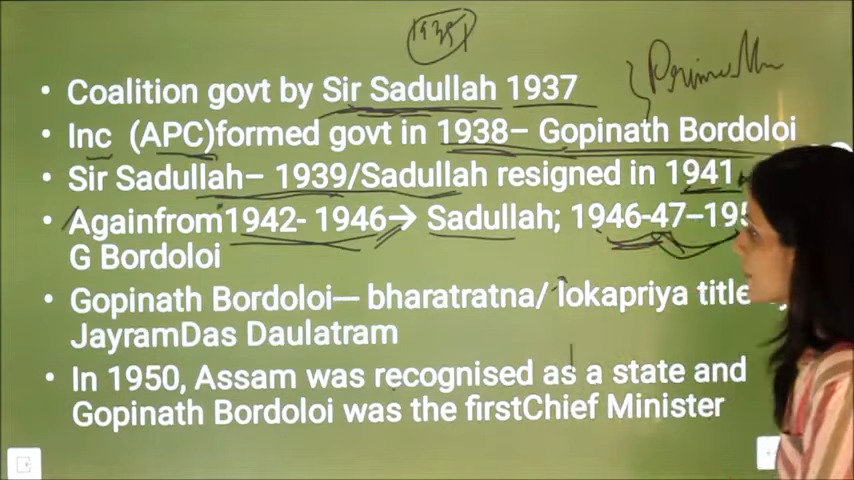 1935
• Coalition govt by Sir Sadullah 1937
• Inc (APC)formed govt in 1938– Gopinath Bordoloi
• Sir Sadullah– 1939/Sadullah resigned in 1941
• Againfrom1942- 1946→ Sadullah; 1946-47–195
G Bordoloi
• Gopinath Bordoloi— bharatratna/ lokapriya title
JayramDas Daulatram
• In 1950, Assam was recognised as a state and
Gopinath Bordoloi was the firstChief Minister